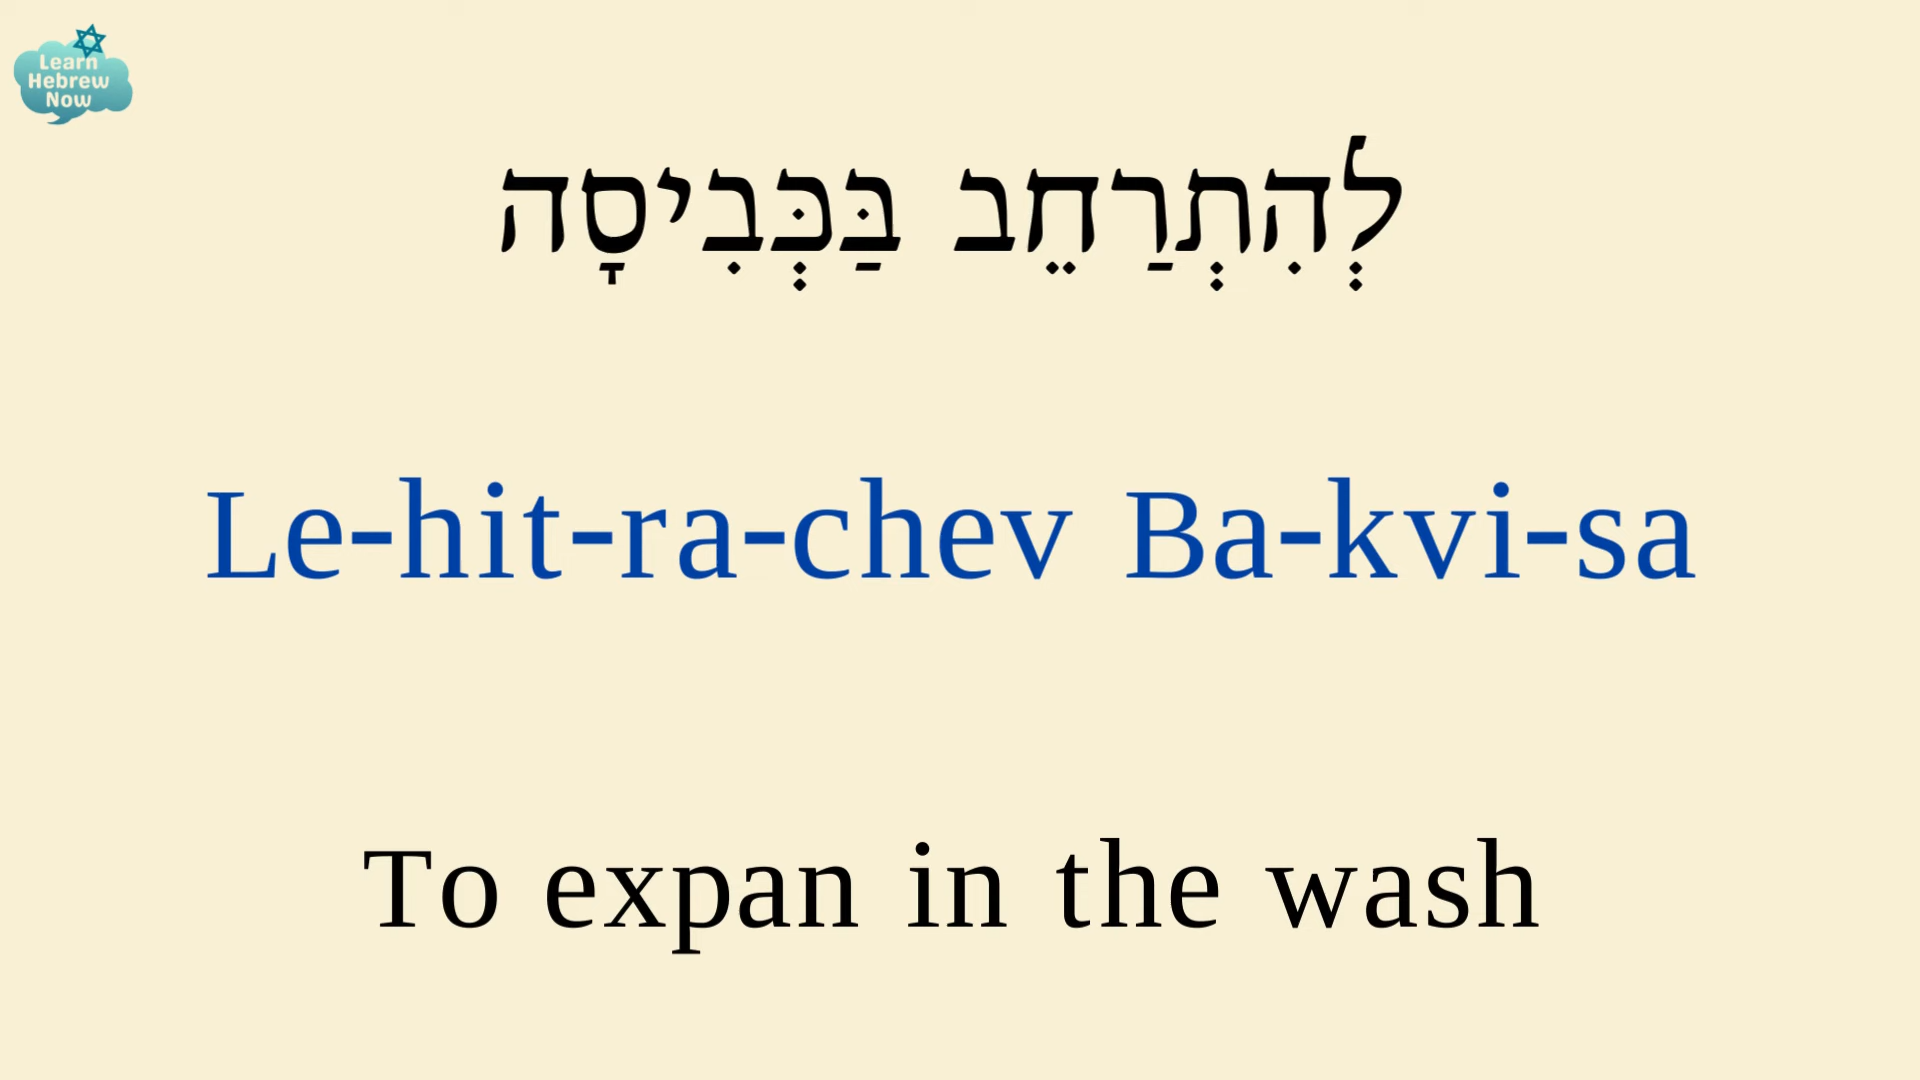 Learn
Hebrew
Now
לְהִתְרַחֵב בַּכְּבִיסָה
Le-hit-ra-chev Ba-kvi-sa
To expan in the wash